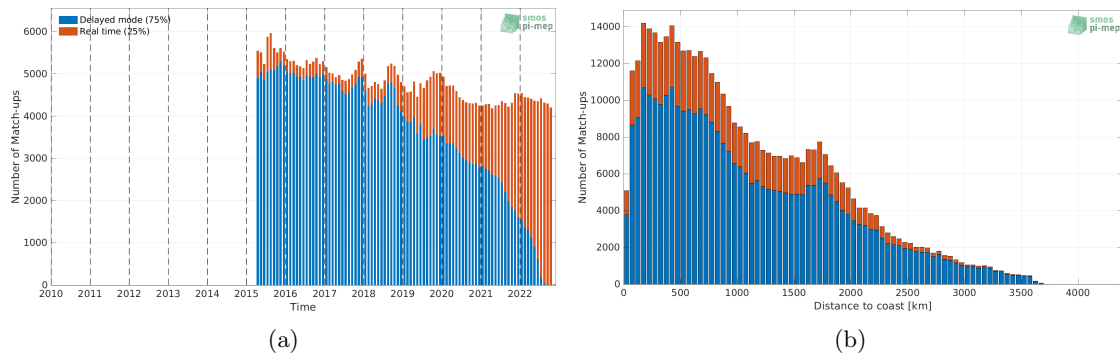 Delayed mode (75%)
Real time (25%)
smos
pi-mep
Number of Match-ups
6000
5000
4000
3000
2000
1000
0
2010 2011 2012 2013 2014 2015 2016 2017 2018 2019 2020 2021 2022
Time
(a)
smos
pi-mep
Number of Match-ups
14000
12000
10000
8000
6000
4000
2000
0
0 500 1000 1500 2000 2500 3000 3500 4000
Distance to coast [km]
(b)